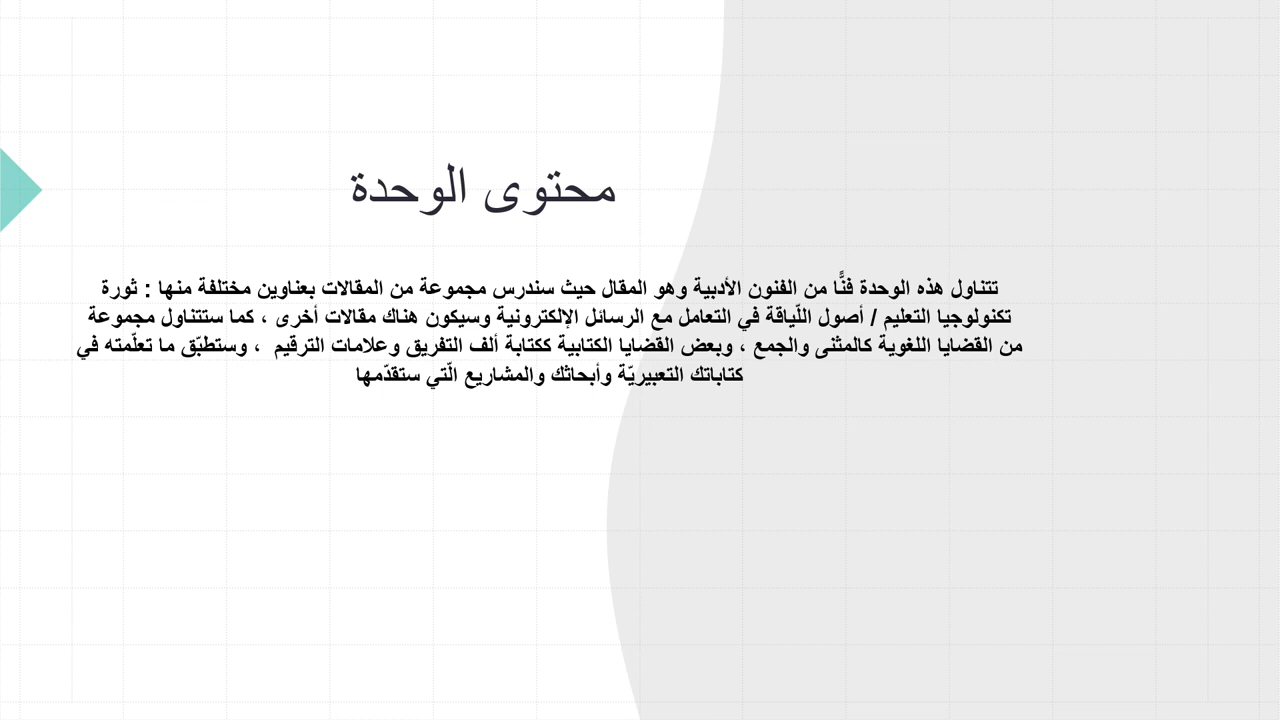 محتوى الوحدة
تتناول هذه الوحدة فنًّا من الفنون الأدبية وهو المقال حيث سندرس مجموعة من المقالات بعناوين مختلفة منها : ثورة
تكنولوجيا التعليم / أصول اللّياقة في التعامل مع الرسائل الإلكترونية وسيكون هناك مقالات أخرى ، كما ستتناول مجموعة
من القضايا اللغوية كالمثنى والجمع ، وبعض القضايا الكتابية ككتابة ألف التفريق وعلامات الترقيم ، وستطبّق ما تعلّمته في
كتاباتك التعبيريّة وأبحاثك والمشاريع الّتي ستقدّمها